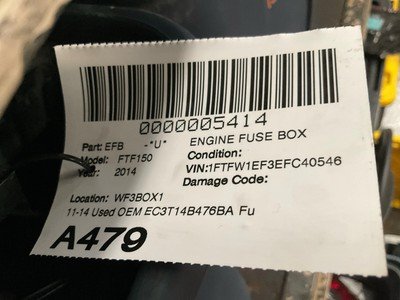 0000005414
Part: EFB -"U" ENGINE FUSE BOX
Model: FTF150 Condition:
Year: 2014 VIN:1FTFW1EF3EFC40546
Damage Code:
Location: WF3BOX1
11-14 Used OEM EC3T14B476BA Fu
A479